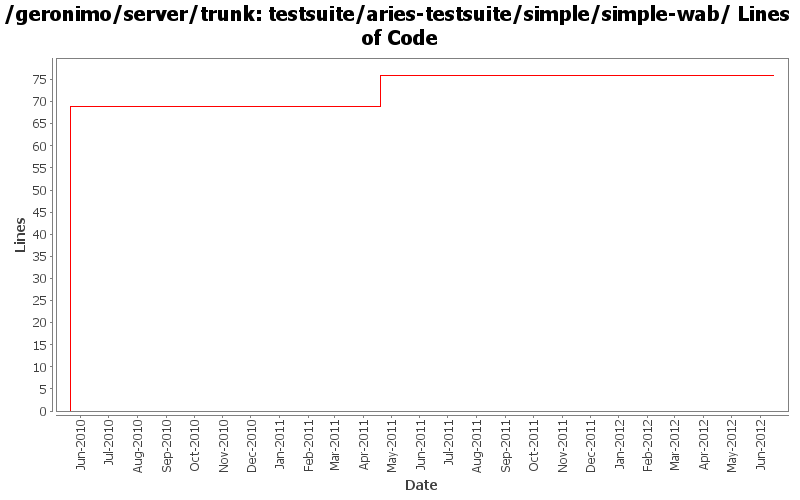 /geronimo/server/trunk: testsuite/aries-testsuite/simple/simple-wab/ Lines
of Code
75
70
65
60
55
50
45
40
35
30
25
20
15
10
5
0
Lines
Jun-2010
Jul-2010
Aug-2010
Sep-2010
Oct-2010
Nov-2010
Dec-2010
Jan-2011
Feb-2011
Mar-2011
Apr-2011
May-2011
Jun-2011
Jul-2011
Aug-2011
Sep-2011
Oct-2011
Nov-2011
Dec-2011
Jan-2012
Feb-2012
Mar-2012
Apr-2012
May-2012
Jun-2012
Date